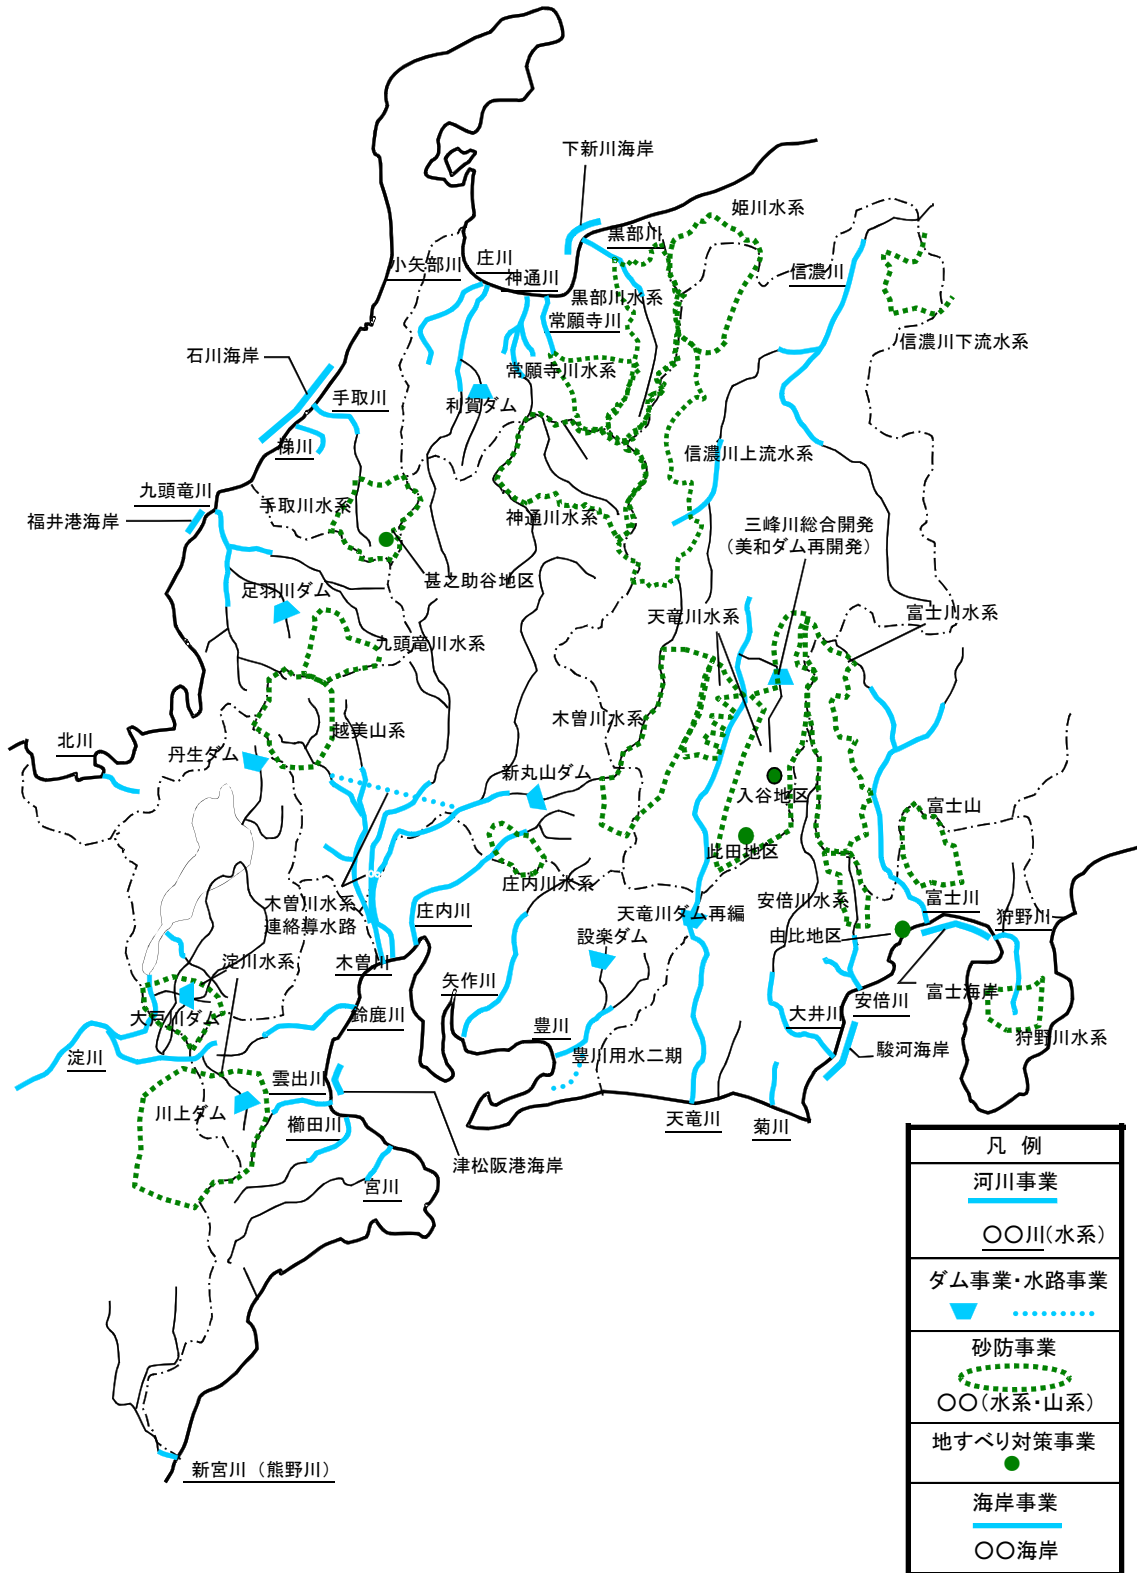 下新川海岸
姫川水系
黒部川
庄川
小矢部川
神通川
信濃川
黒部川水系
常願寺川
信濃川下流水系
石川海岸
常願寺川水系
手取川
利賀ダム
梯川
信濃川上流水系
九頭竜川
手取川水系
福井港海岸
神通川水系
三峰川総合開発
(美和ダム再開発)
甚之助谷地区
足羽川ダム
天竜川水系
富士川水系
九頭竜川水系
木曽川水系
越美山系
北川
丹生ダム
新丸山ダム
入谷地区
富士山
此田地区
庄内川水系
木曽川水系
連絡導水路
庄内川
天竜川ダム再編
安倍川水系
富士川
狩野川
設楽ダム
由比地区
淀川水系
木曽川
矢作川
富士海岸
安倍川
大戸川ダム
鈴鹿川
大井川
狩野川水系
淀川
豊川
豊川用水二期
駿河海岸
雲出川
川上ダム
櫛田川
天竜川
菊川
津松阪港海岸
宮川
新宮川（熊野川）
凡 例
河川事業
〇〇川(水系)
ダム事業・水路事業
砂防事業
〇〇(水系・山系)
地すべり対策事業
海岸事業
〇〇海岸